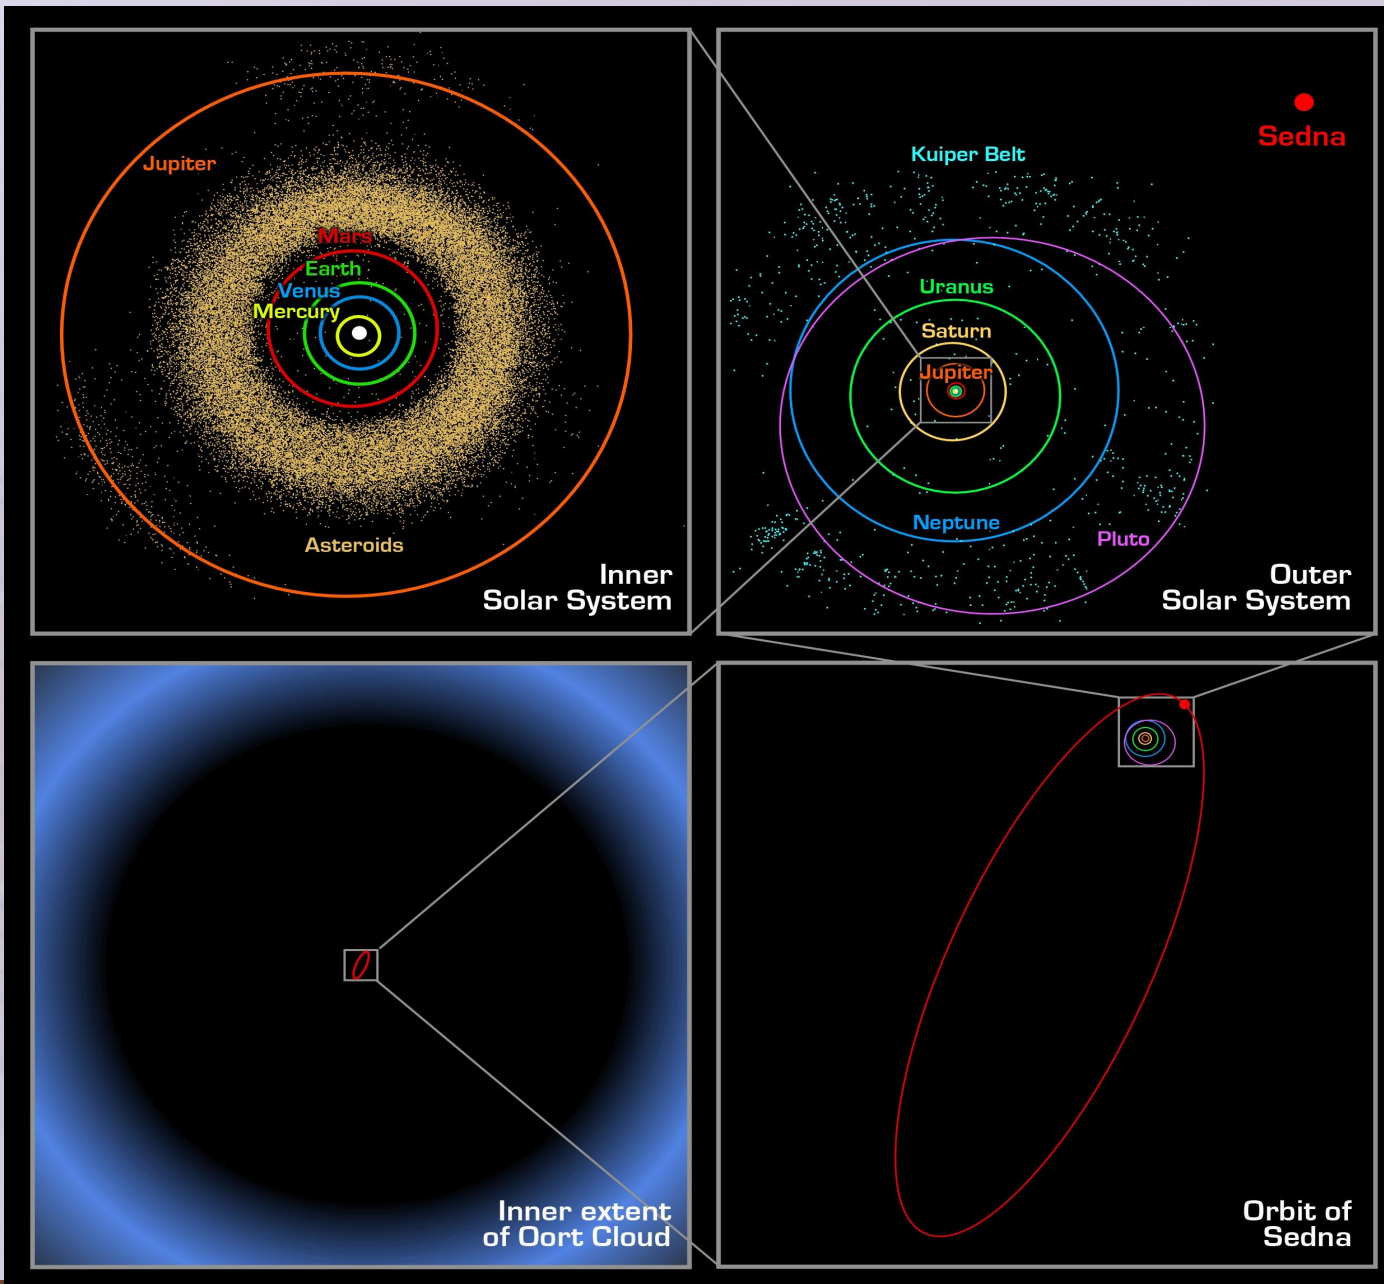 Jupiter
Mars
Earth
Venus
Mercury
Asteroids
Inner
Solar System
Sedna
Kuiper Belt
Uranus
Saturn
Jupiter
Neptune
Pluto
Outer
Solar System
Inner extent
of Oort Cloud
Orbit of
Sedna